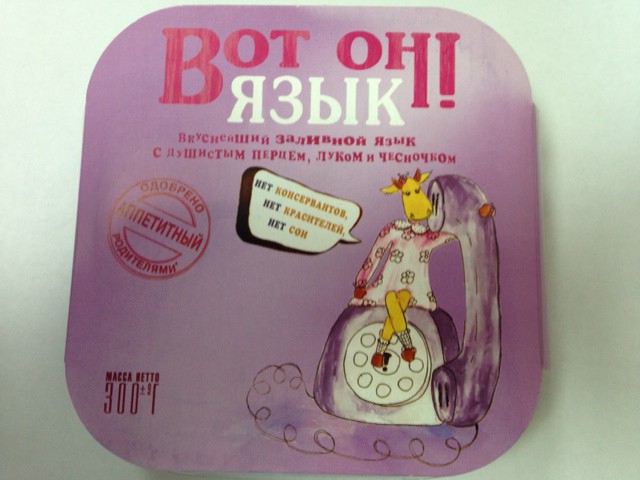 Вот он!
ЯЗЫК
Вкуснейший заливной язык
с душистым перцем, луком и чесночком
НЕТ КОНСЕРВАНТОВ,
НЕТ КРАСИТЕЛЕЙ,
НЕТ СОИ
ОДОБРЕНО
АППЕТИТНЫЙ
РОДИТЕЛЯМИ
МАССА НЕТТО
300±9Г